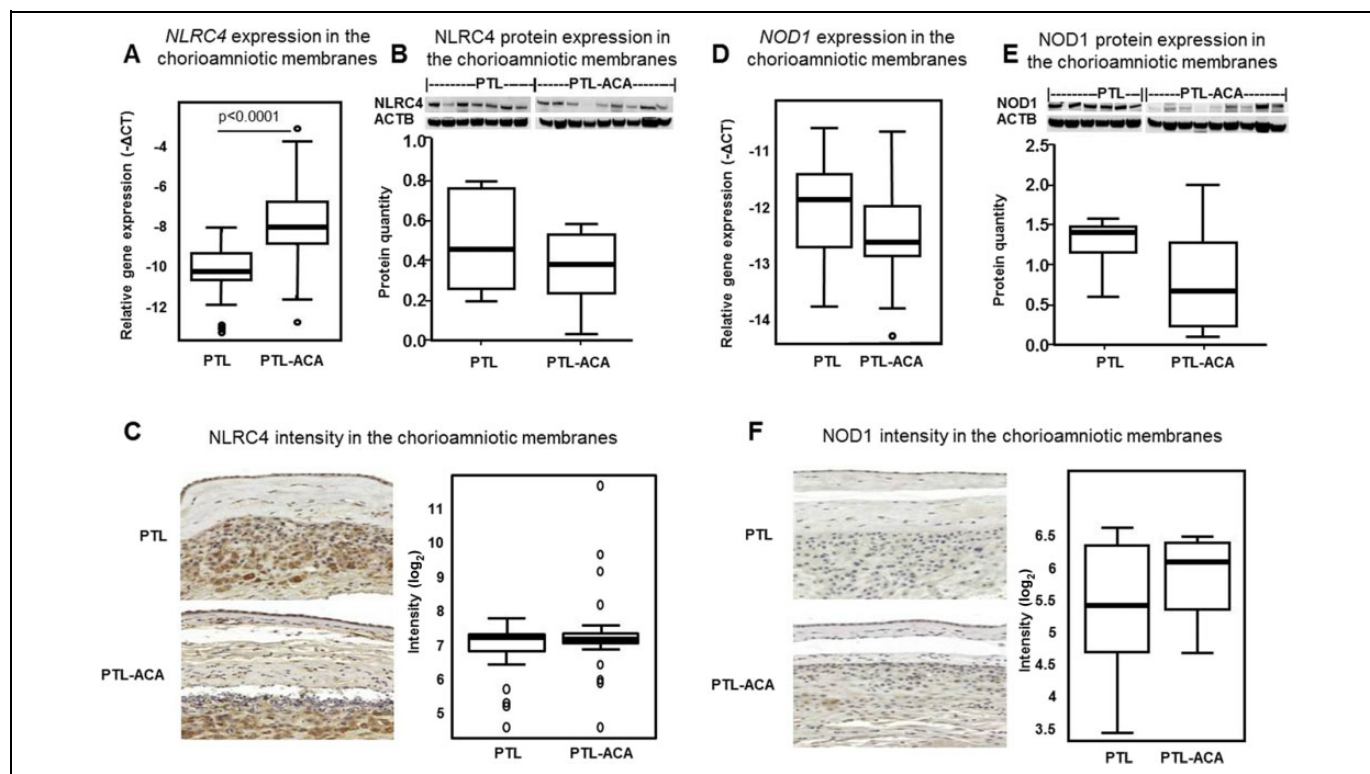 A
NLRC4 expression in the
chorioamniotic membranes
p<0.0001
Relative gene expression (-ΔCT)
-4
-6
-8
-10
-12
PTL
PTL-ACA
B
NLRC4 protein expression in
the chorioamniotic membranes
|--------PTL------|
|------PTL-ACA--------|
NLRC4
ACTB
Protein quantity
1.0
0.8
0.6
0.4
0.2
0.0
PTL
PTL-ACA
D
NOD1 expression in the
chorioamniotic membranes
Relative gene expression (-ΔCT)
-11
-12
-13
-14
PTL
PTL-ACA
E
NOD1 protein expression in
the chorioamniotic membranes
|--------PTL----||-------PTL-ACA---------|
NOD1
ACTB
Protein quantity
2.5
2.0
1.5
1.0
0.5
0.0
PTL
PTL-ACA
C
NLRC4 intensity in the chorioamniotic membranes
PTL
PTL-ACA
Intensity (log2)
11
10
9
8
7
6
5
PTL
PTL-ACA
F
NOD1 intensity in the chorioamniotic membranes
PTL
PTL-ACA
Intensity (log2)
6.5
6
5.5
5
4.5
4
3.5
PTL
PTL-ACA